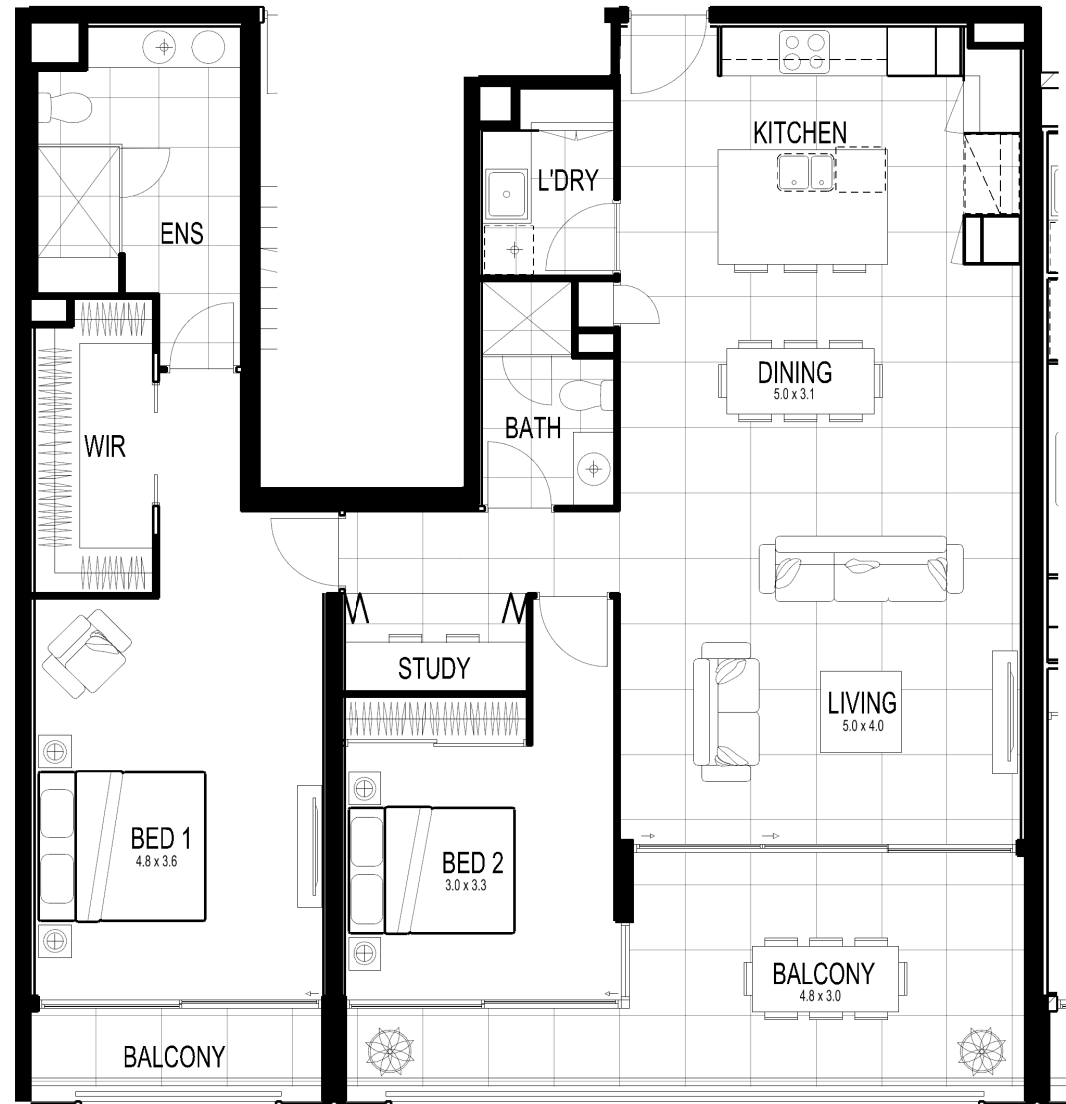 KITCHEN
L'DRY
ENS
DINING
5.0 x 3.1
BATH
WIR
STUDY
LIVING
5.0 x 4.0
BED 1
4.8 x 3.6
BED 2
3.0 x 3.3
BALCONY
4.8 x 3.0
BALCONY